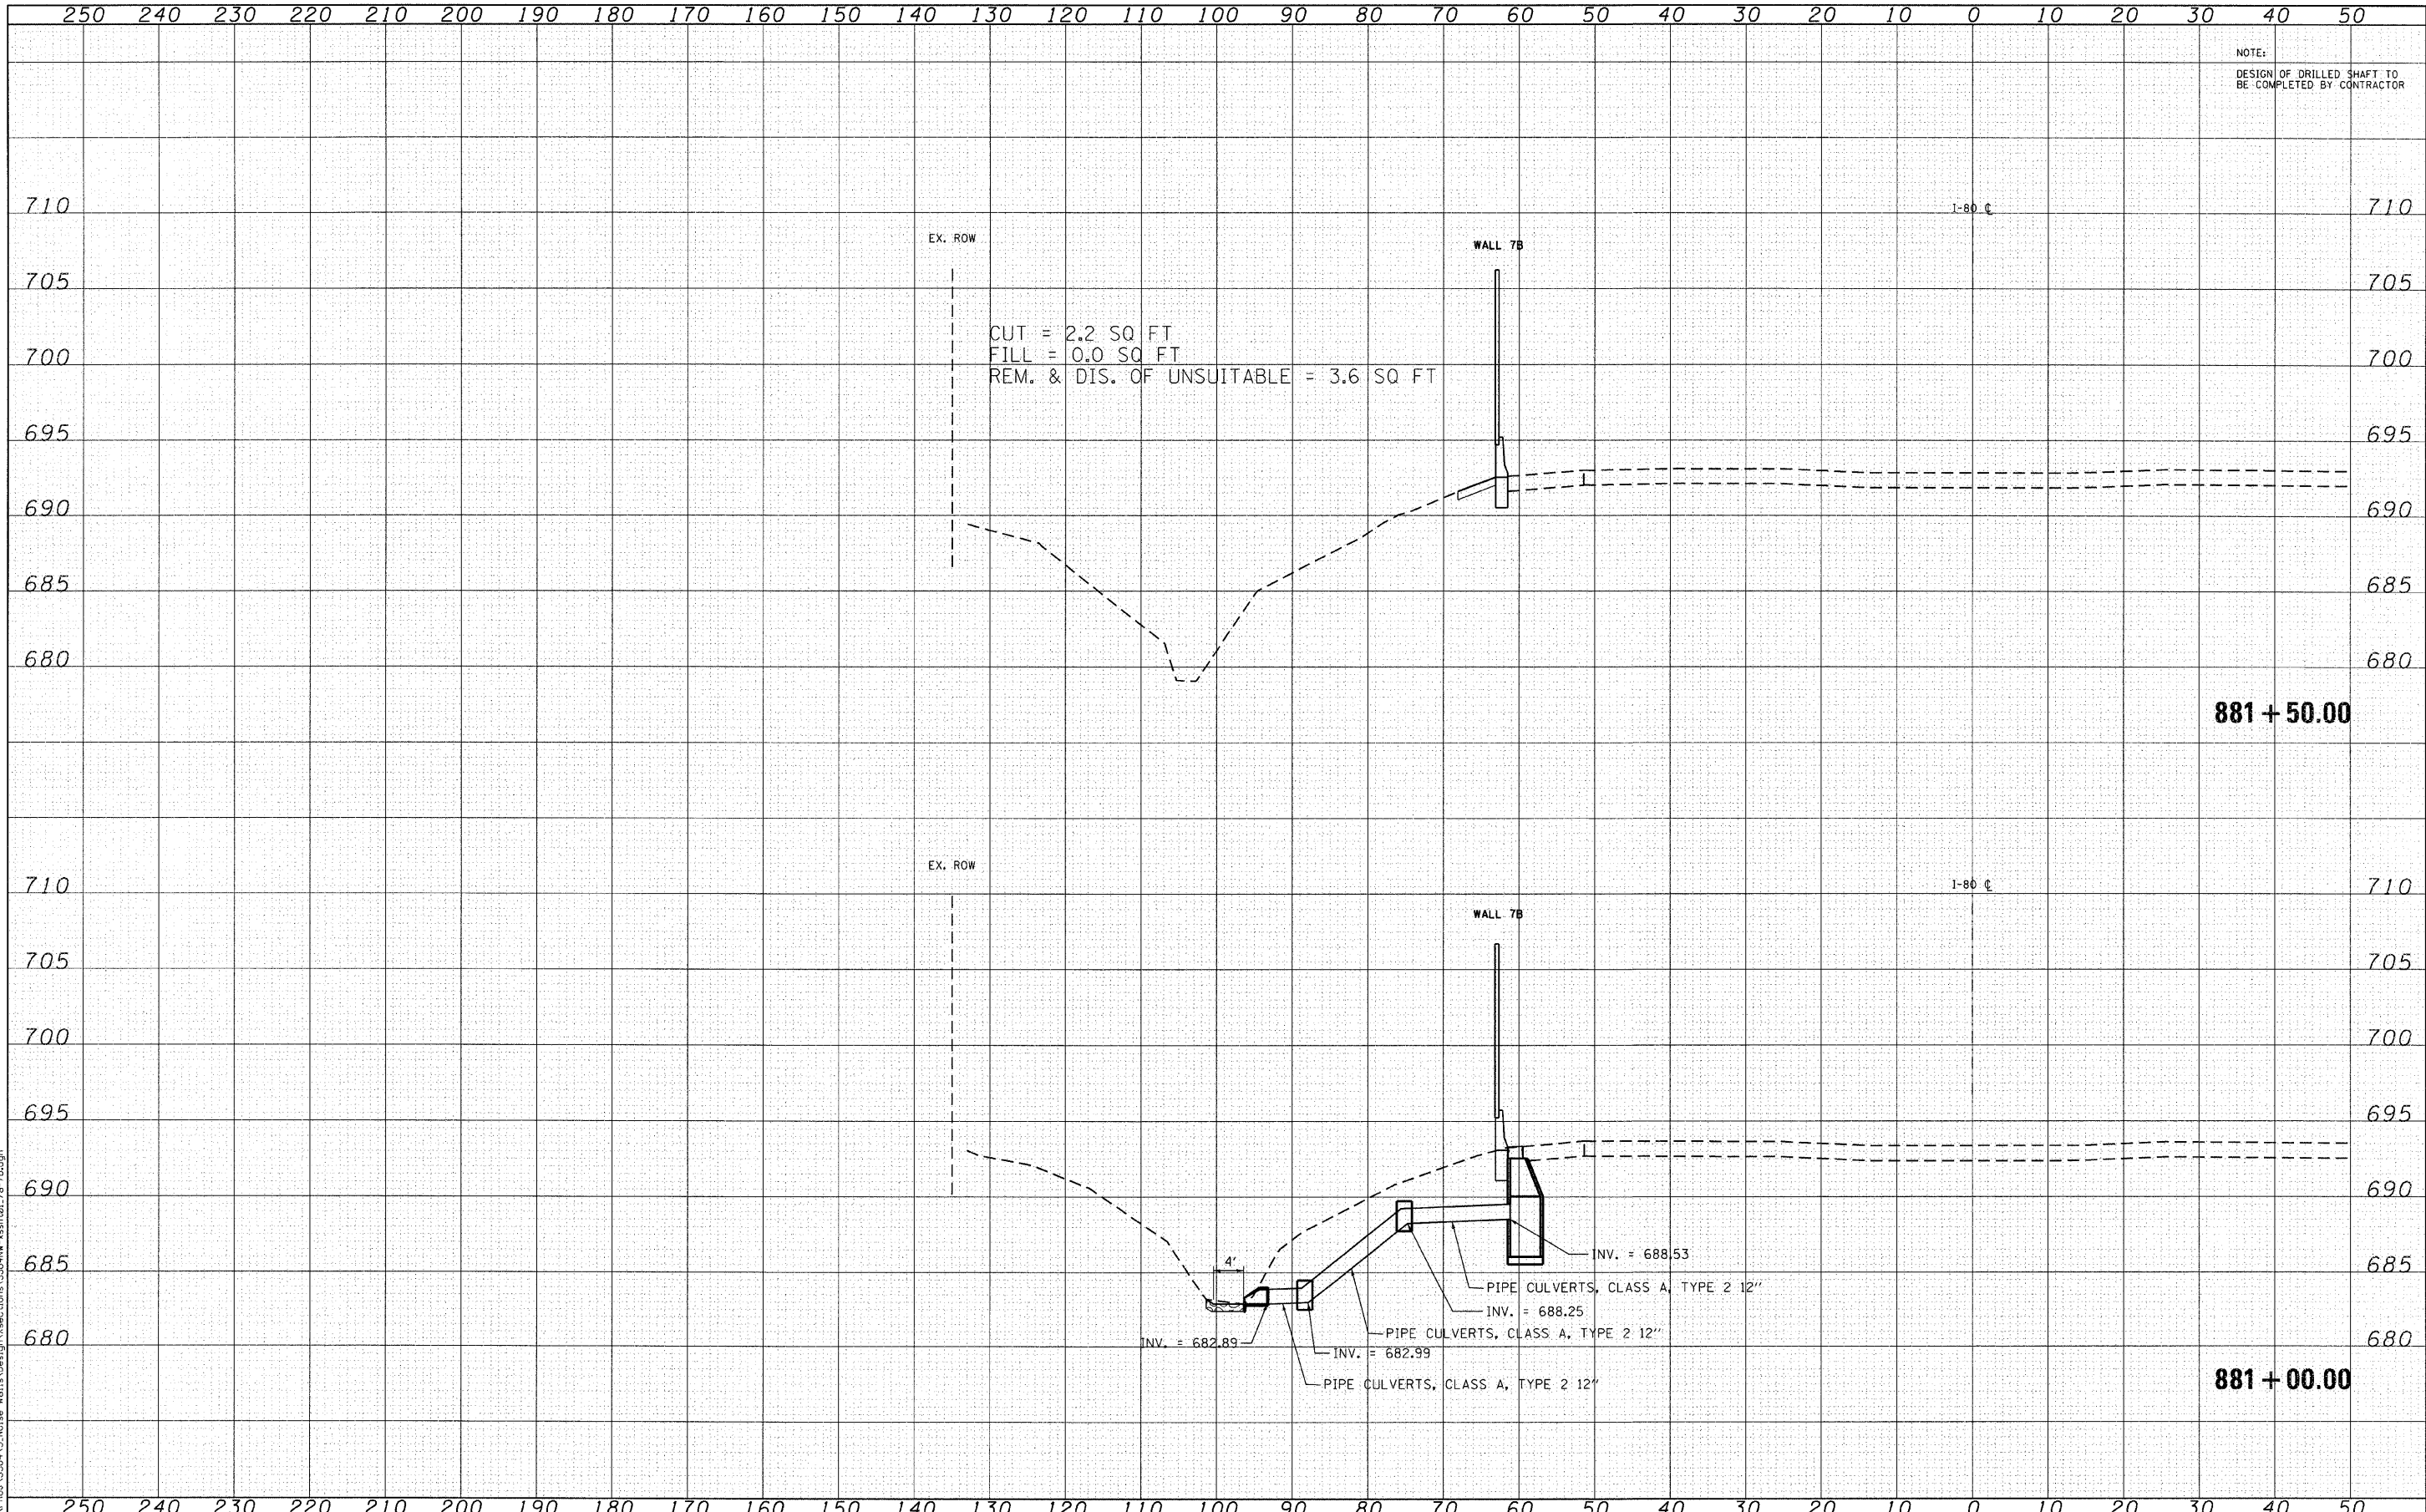 250 240 230 220 210 200 190 180 170 160 150 140 130 120 110 100 90 80 70 60 50 40 30 20 10 0 10 20 30 40 50
NOTE:
DESIGN OF DRILLED SHAFT TO
BE COMPLETED BY CONTRACTOR
710 I-80 ℄ 710
EX. ROW WALL 7B
705 705
CUT = 2.2 SQ FT
FILL = 0.0 SQ FT
700 700
REM. & DIS. OF UNSUITABLE = 3.6 SQ FT
695 695
690 690
685 685
680 680
881 + 50.00
EX. ROW
710 I-80 ℄ 710
WALL 7B
705 705
700 700
695 695
690 690
INV. = 688.53
4'
685 685
PIPE CULVERTS, CLASS A, TYPE 2 12"
INV. = 688.25
PIPE CULVERTS, CLASS A, TYPE 2 12"
680 680
INV. = 682.89
INV. = 682.99
PIPE CULVERTS, CLASS A, TYPE 2 12"
881 + 00.00
250 240 230 220 210 200 190 180 170 160 150 140 130 120 110 100 90 80 70 60 50 40 30 20 10 0 10 20 30 40 50